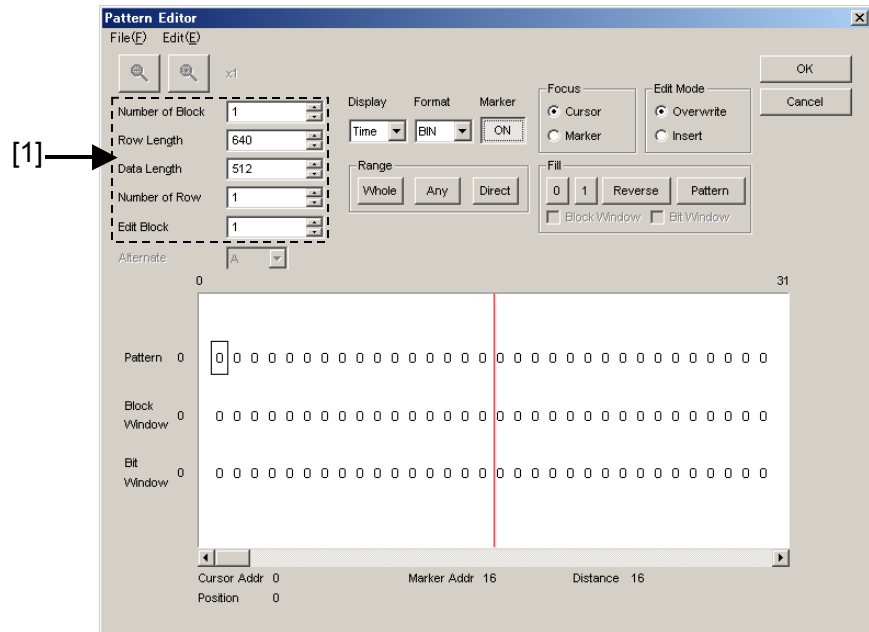 Pattern Editor
File(F) Edit(E)
x1
OK
Cancel
[1]
Number of Block 1
Row Length 640
Data Length 512
Number of Row 1
Edit Block 1
Alternate A
Display Format Marker
Time BIN ON
Focus
Cursor
Marker
Edit Mode
Overwrite
Insert
Range
Whole Any Direct
Fill
0 1 Reverse Pattern
Block Window Bit Window
0 31
Pattern 0 0 0 0 0 0 0 0 0 0 0 0 0 0 0 0 0 0 0 0 0 0 0 0 0 0 0 0 0 0 0 0 0
Block
Window 0 0 0 0 0 0 0 0 0 0 0 0 0 0 0 0 0 0 0 0 0 0 0 0 0 0 0 0 0 0 0 0 0
Bit
Window 0 0 0 0 0 0 0 0 0 0 0 0 0 0 0 0 0 0 0 0 0 0 0 0 0 0 0 0 0 0 0 0 0
Cursor Addr 0 Marker Addr 16 Distance 16
Position 0